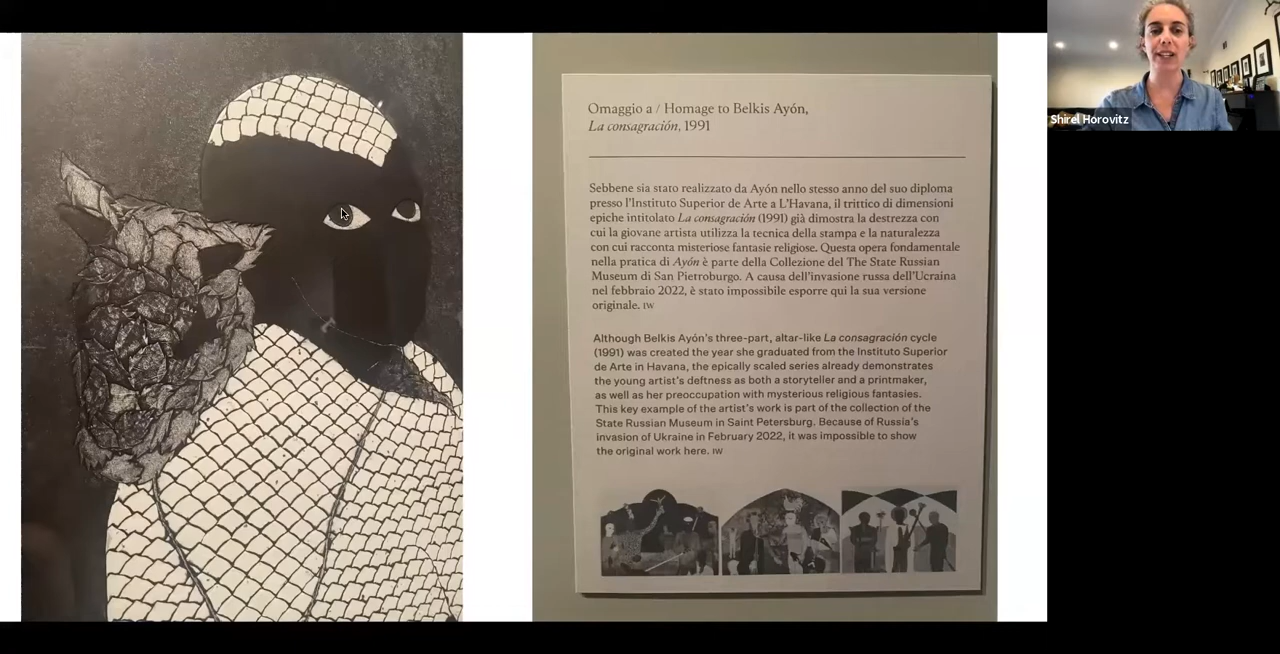 Omaggio a / Homage to Belkis Ayón,
La consagración, 1991
Sebbene sia stato realizzato da Ayón nello stesso anno del suo diploma
presso l'Instituto Superior de Arte a L'Havana, il trittico di dimensioni
epiche intitolato La consagración (1991) già dimostra la destrezza con
cui la giovane artista utilizza la tecnica della stampa e la naturalezza
con cui racconta misteriose fantasie religiose. Questa opera fondamentale
nella pratica di Ayón è parte della Collezione del The State Russian
Museum di San Pietroburgo. A causa dell'invasione russa dell'Ucraina
nel febbraio 2022, è stato impossibile esporre qui la sua versione
originale. IW
Although Belkis Ayón's three-part, altar-like La consagración cycle
(1991) was created the year she graduated from the Instituto Superior
de Arte in Havana, the epically scaled series already demonstrates
the young artist's deftness as both a storyteller and a printmaker,
as well as her preoccupation with mysterious religious fantasies.
This key example of the artist's work is part of the collection of the
State Russian Museum in Saint Petersburg. Because of Russia's
invasion of Ukraine in February 2022, it was impossible to show
the original work here. IW
Shirel Horovitz